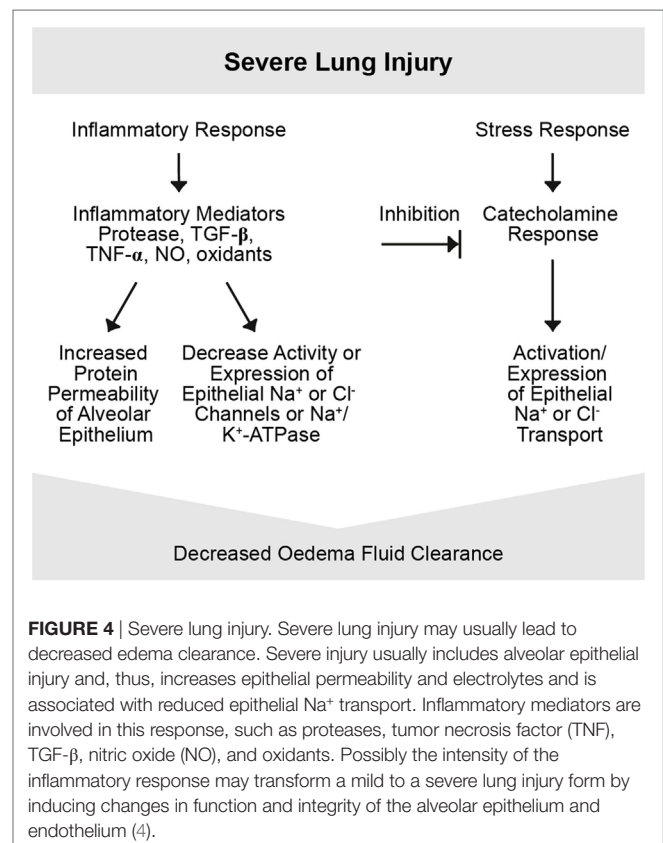 Severe Lung Injury
Inflammatory Response
Stress Response
Inflammatory Mediators
Protease, TGF-β,
TNF-α, NO, oxidants
Inhibition
Catecholamine
Response
Increased
Protein
Permeability
of Alveolar
Epithelium
Decrease Activity or
Expression of
Epithelial Na⁺ or Cl⁻
Channels or Na⁺/
K⁺-ATPase
Activation/
Expression
of Epithelial
Na⁺ or Cl⁻
Transport
Decreased Oedema Fluid Clearance
FIGURE 4 | Severe lung injury. Severe lung injury may usually lead to
decreased edema clearance. Severe injury usually includes alveolar epithelial
injury and, thus, increases epithelial permeability and electrolytes and is
associated with reduced epithelial Na⁺ transport. Inflammatory mediators are
involved in this response, such as proteases, tumor necrosis factor (TNF),
TGF-β, nitric oxide (NO), and oxidants. Possibly the intensity of the
inflammatory response may transform a mild to a severe lung injury form by
inducing changes in function and integrity of the alveolar epithelium and
endothelium (4).